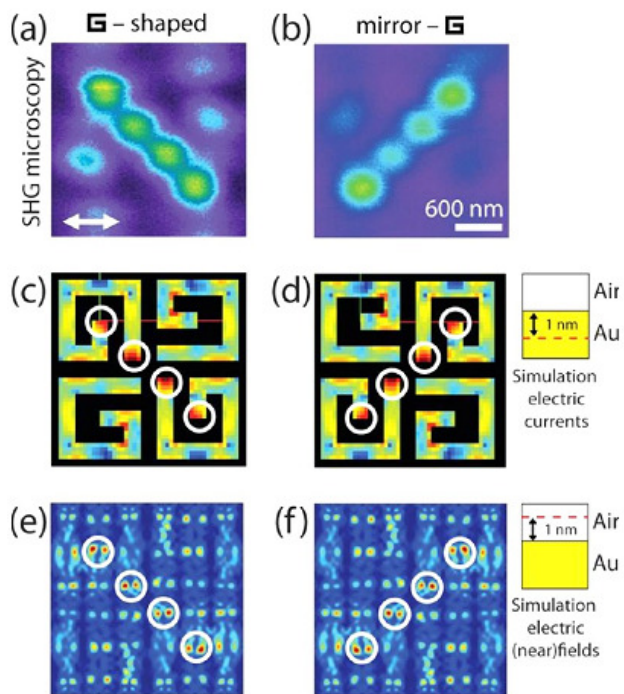 (a) G – shaped
(b) mirror – G
SHG microscopy
600 nm
(c)
(d)
Air
1 nm
Au
Simulation
electric
currents
(e)
(f)
Air
1 nm
Au
Simulation
electric
(near)fields